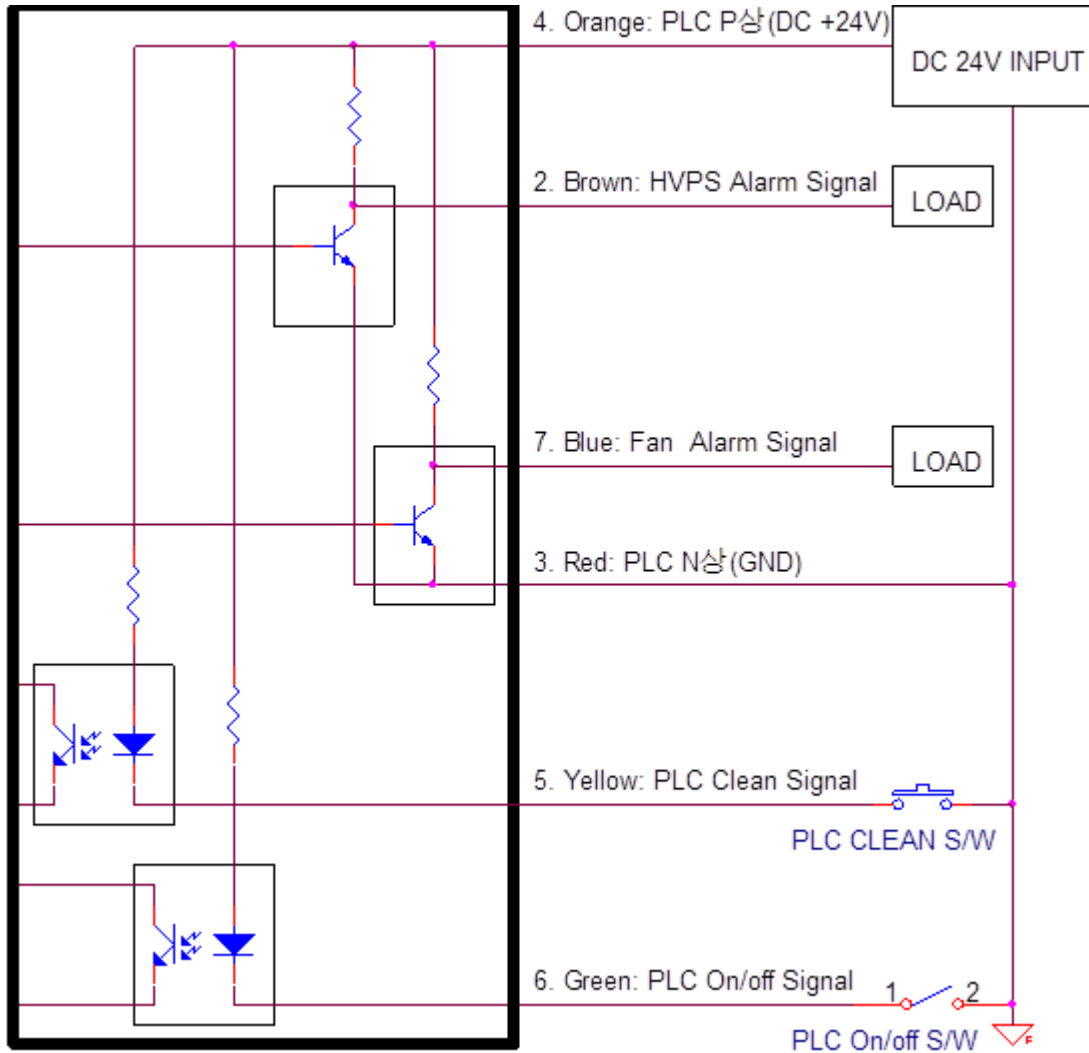 4. Orange: PLC P상(DC +24V)
DC 24V INPUT
2. Brown: HVPS Alarm Signal
LOAD
7. Blue: Fan  Alarm Signal
LOAD
3. Red: PLC N상(GND)
5. Yellow: PLC Clean Signal
PLC CLEAN S/W
6. Green: PLC On/off Signal
1 2
PLC On/off S/W
F